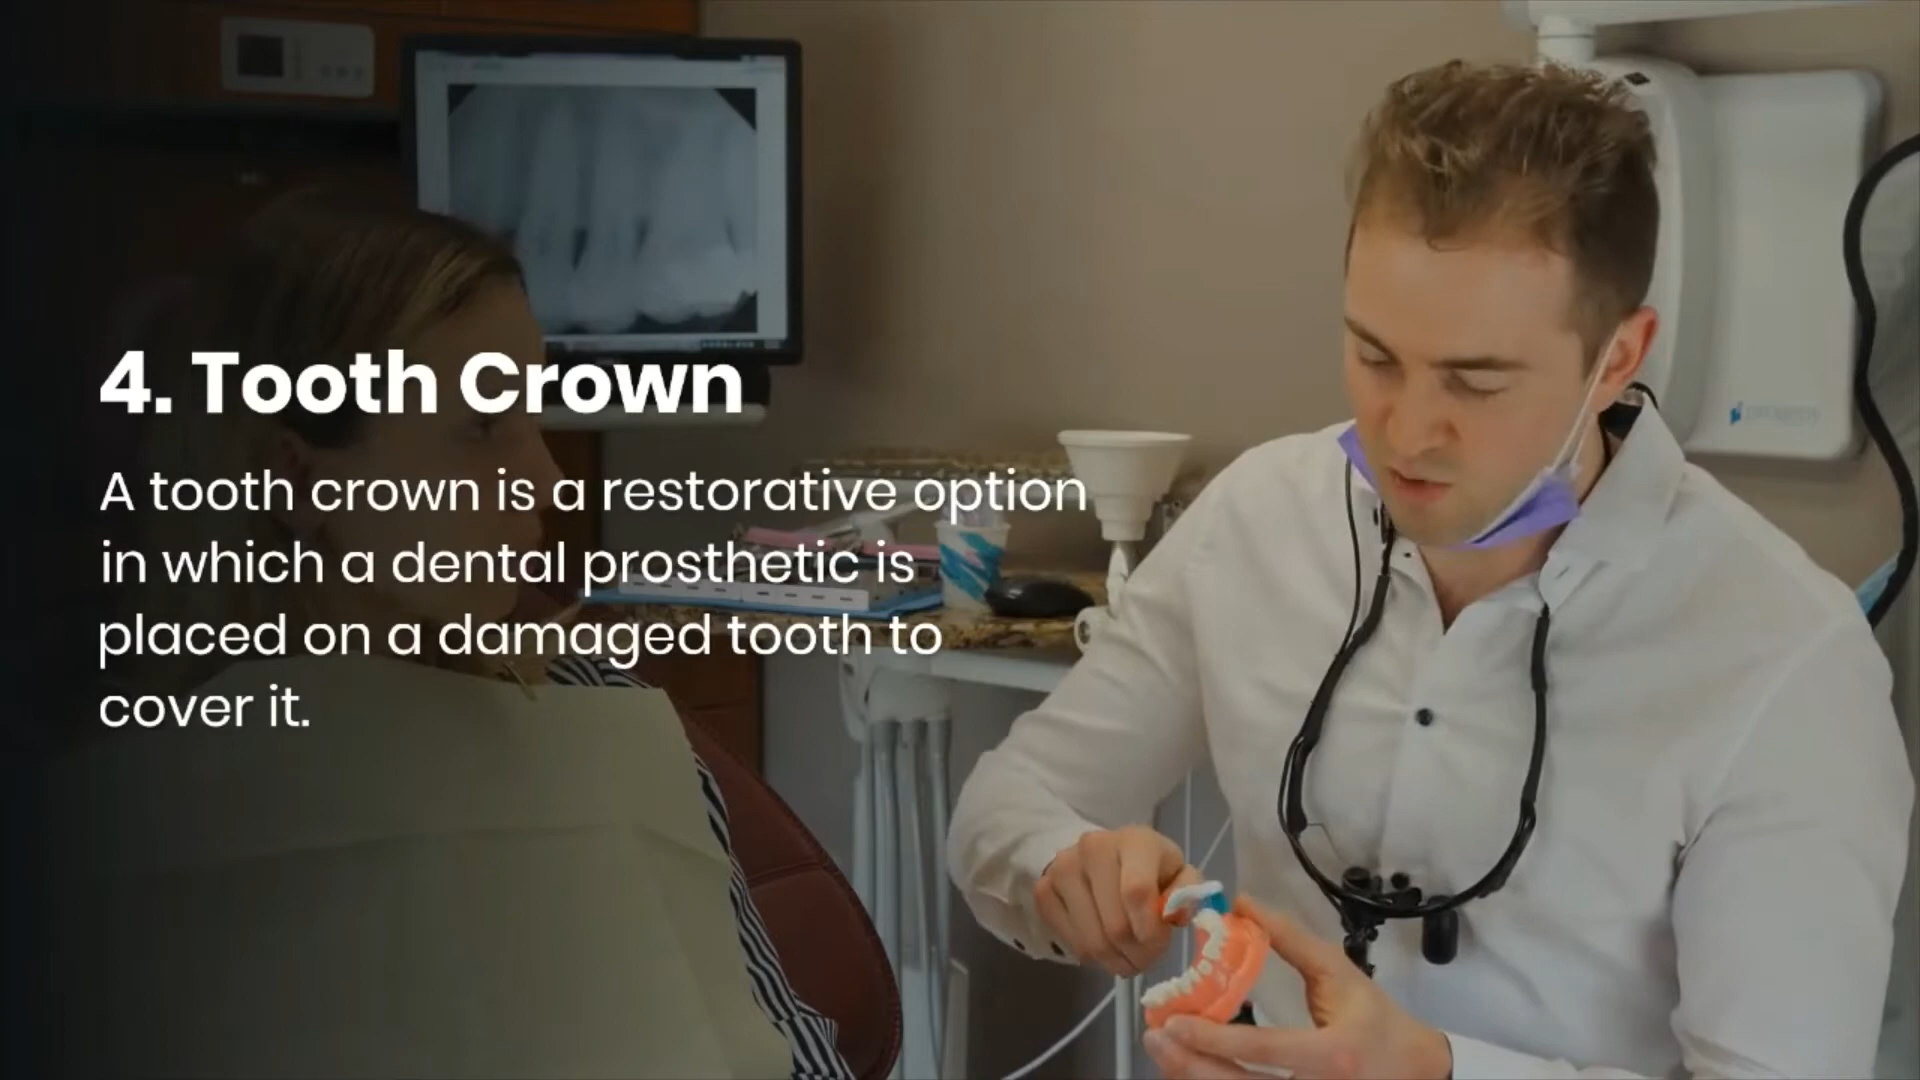 4. Tooth Crown
A tooth crown is a restorative option
in which a dental prosthetic is
placed on a damaged tooth to
cover it.